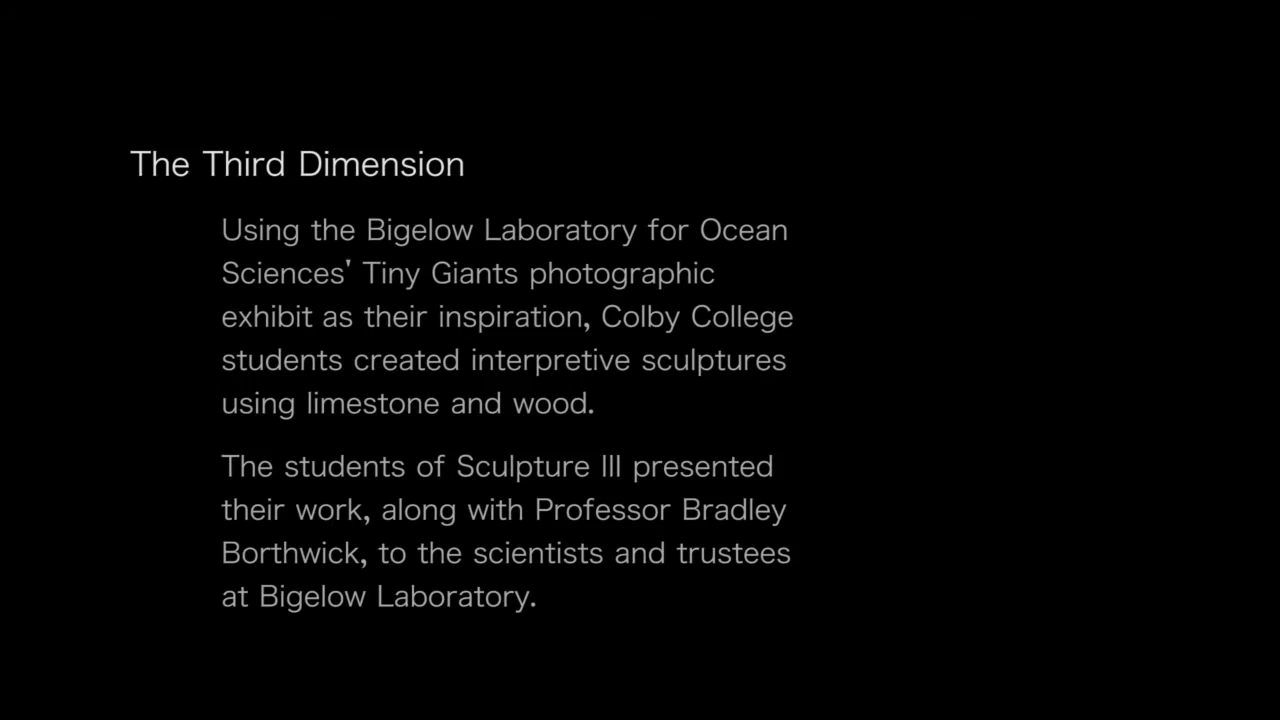 The Third Dimension
Using the Bigelow Laboratory for Ocean
Sciences' Tiny Giants photographic
exhibit as their inspiration, Colby College
students created interpretive sculptures
using limestone and wood.
The students of Sculpture III presented
their work, along with Professor Bradley
Borthwick, to the scientists and trustees
at Bigelow Laboratory.